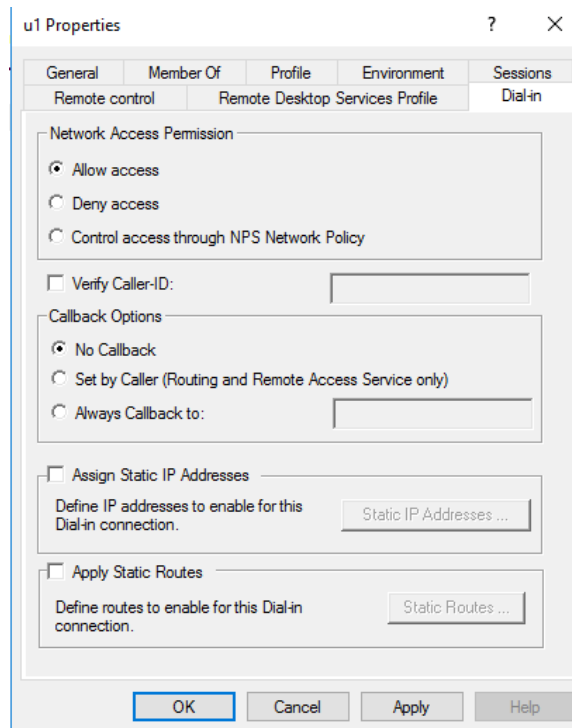 u1 Properties
?
General
Member Of
Profile
Environment
Sessions
Remote control
Remote Desktop Services Profile
Dial-in
Network Access Permission
Allow access
Deny access
Control access through NPS Network Policy
Verify Caller-ID:
Callback Options
No Callback
Set by Caller (Routing and Remote Access Service only)
Always Callback to:
Assign Static IP Addresses
Define IP addresses to enable for this
Dial-in connection.
Static IP Addresses ...
Apply Static Routes
Define routes to enable for this Dial-in
connection.
Static Routes ...
OK
Cancel
Apply
Help